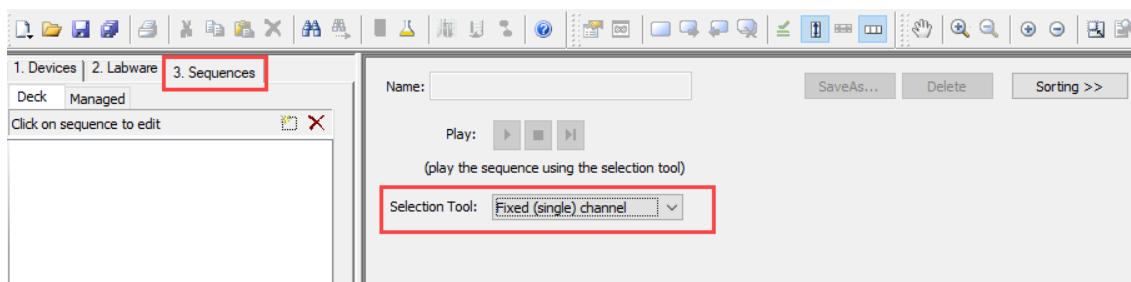 1. Devices 2. Labware 3. Sequences
Deck Managed
Click on sequence to edit
Name:
SaveAs... Delete Sorting >>
Play:
(play the sequence using the selection tool)
Selection Tool: Fixed (single) channel